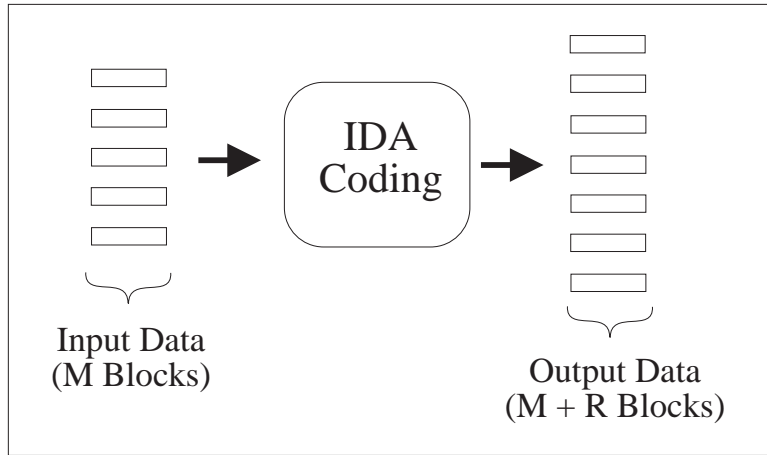 IDA
Coding
Input Data
(M Blocks)
Output Data
(M + R Blocks)